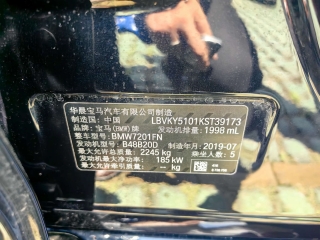 华晨宝马汽车有限公司制造
制造国：中国 LBVKY5101KST39173
品牌：宝马(BMW)牌 发动机排量：1998 mL
整车型号：BMW7201FN
发动机型号：B48B20D 制造年月：2019-07
最大允许总质量：2245 kg 乘坐人数：5
发动机最大净功率：185 kW
最大允许牵引质量：— kg